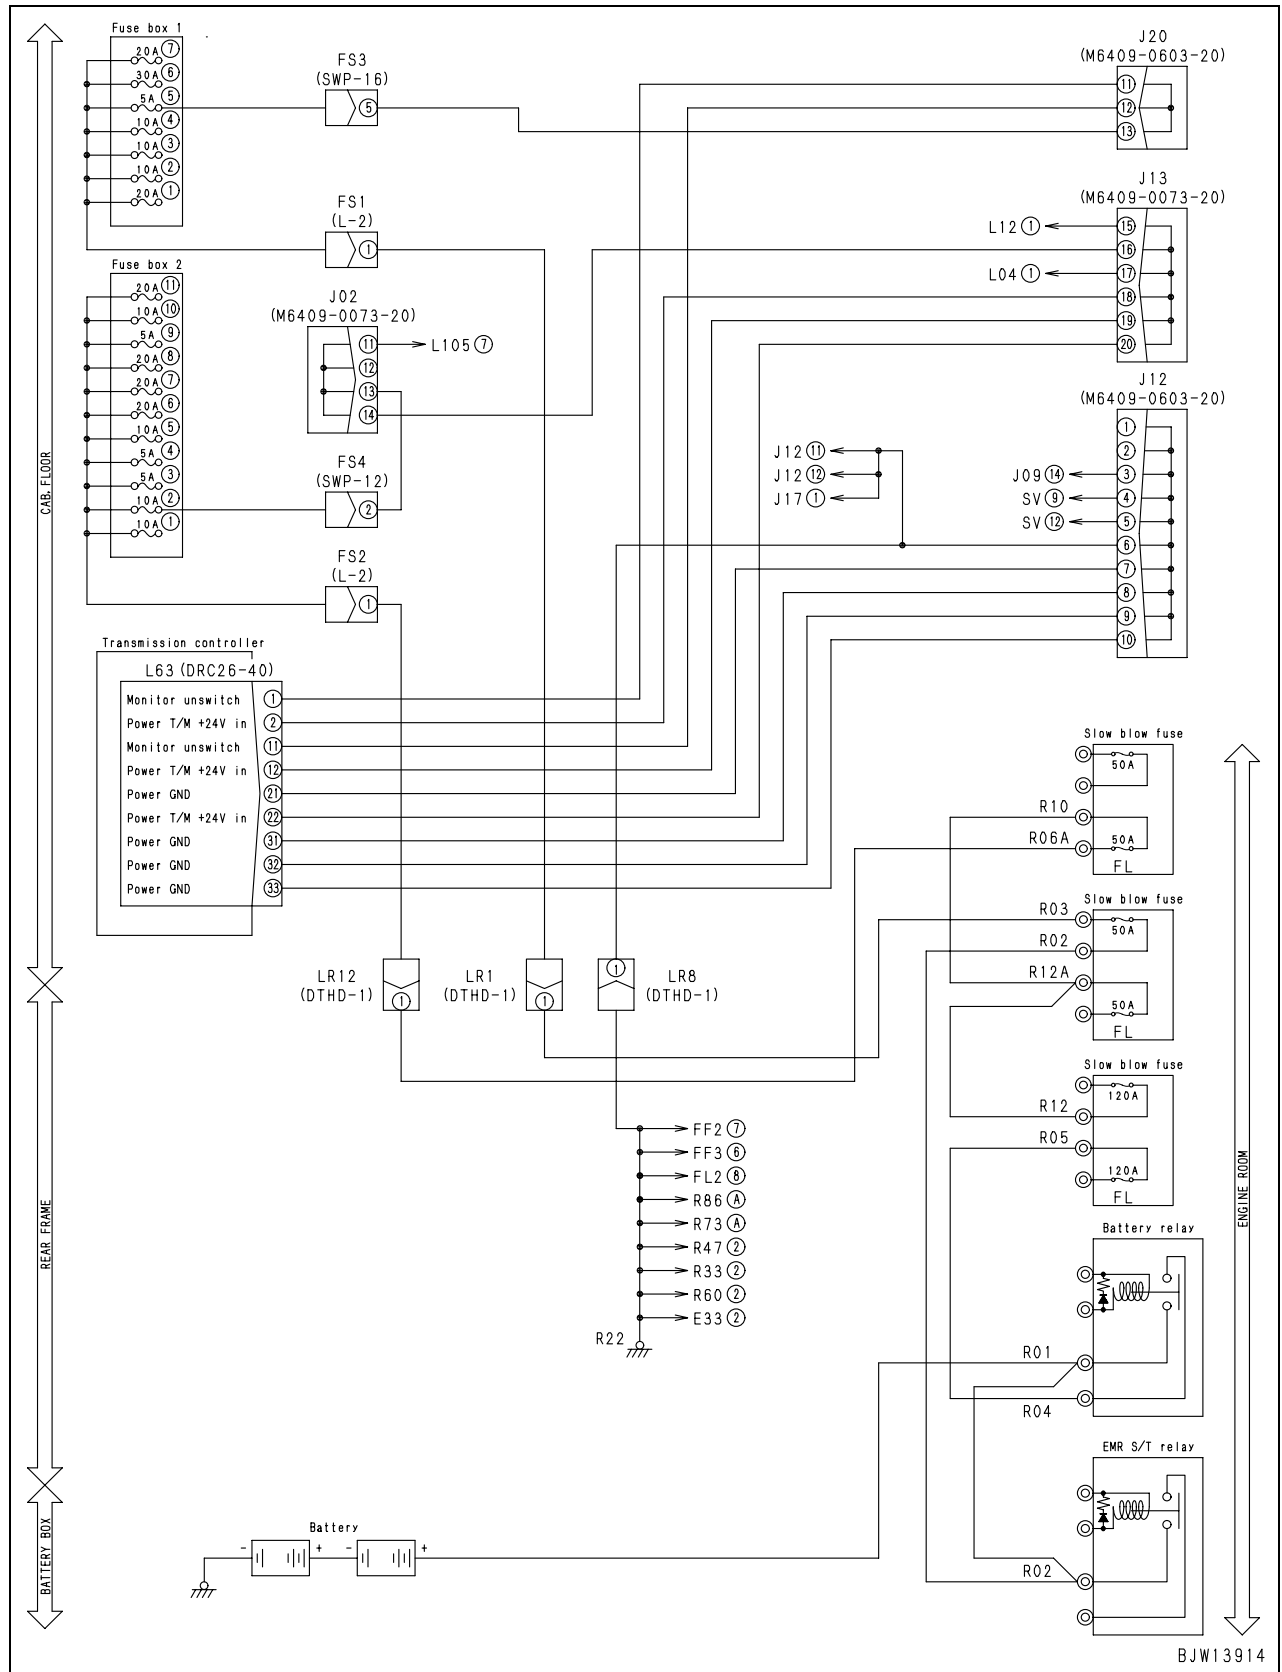 Fuse box 1
20A ⑦
30A ⑥
5A ⑤
10A ④
10A ③
10A ②
20A ①
FS3
(SWP-16)
⑤
J20
(M6409-0603-20)
⑪
⑫
⑬
FS1
(L-2)
①
J13
(M6409-0073-20)
L12 ① ⑮
⑯
L04 ① ⑰
⑱
⑲
⑳
Fuse box 2
20A ⑪
10A ⑩
5A ⑨
20A ⑧
20A ⑦
20A ⑥
10A ⑤
5A ④
5A ③
10A ②
10A ①
J02
(M6409-0073-20)
⑪ L105 ⑦
⑫
⑬
⑭
FS4
(SWP-12)
②
FS2
(L-2)
①
J12
(M6409-0603-20)
①
②
J09 ⑭ ③
SV ⑨ ④
SV ⑫ ⑤
⑥
⑦
⑧
⑨
⑩
J12 ⑪
J12 ⑫
J17 ①
CAB, FLOOR
Transmission controller
L63 (DRC26-40)
Monitor unswitch ①
Power T/M +24V in ②
Monitor unswitch ⑪
Power T/M +24V in ⑫
Power GND ㉑
Power T/M +24V in ㉒
Power GND ㉛
Power GND ㉜
Power GND ㉝
LR12
(DTHD-1)
①
LR1
(DTHD-1)
①
LR8
(DTHD-1)
①
Slow blow fuse
50A
R10
R06A
50A
FL
Slow blow fuse
R03
50A
R02
R12A
50A
FL
Slow blow fuse
120A
R12
R05
120A
FL
FF2 ⑦
FF3 ⑥
FL2 ⑧
R86 Ⓐ
R73 Ⓐ
R47 ②
R33 ②
R60 ②
E33 ②
R22
REAR FRAME
ENGINE ROOM
Battery relay
R01
R04
EMR S/T relay
R02
BATTERY BOX
Battery
- + - +
BJW13914